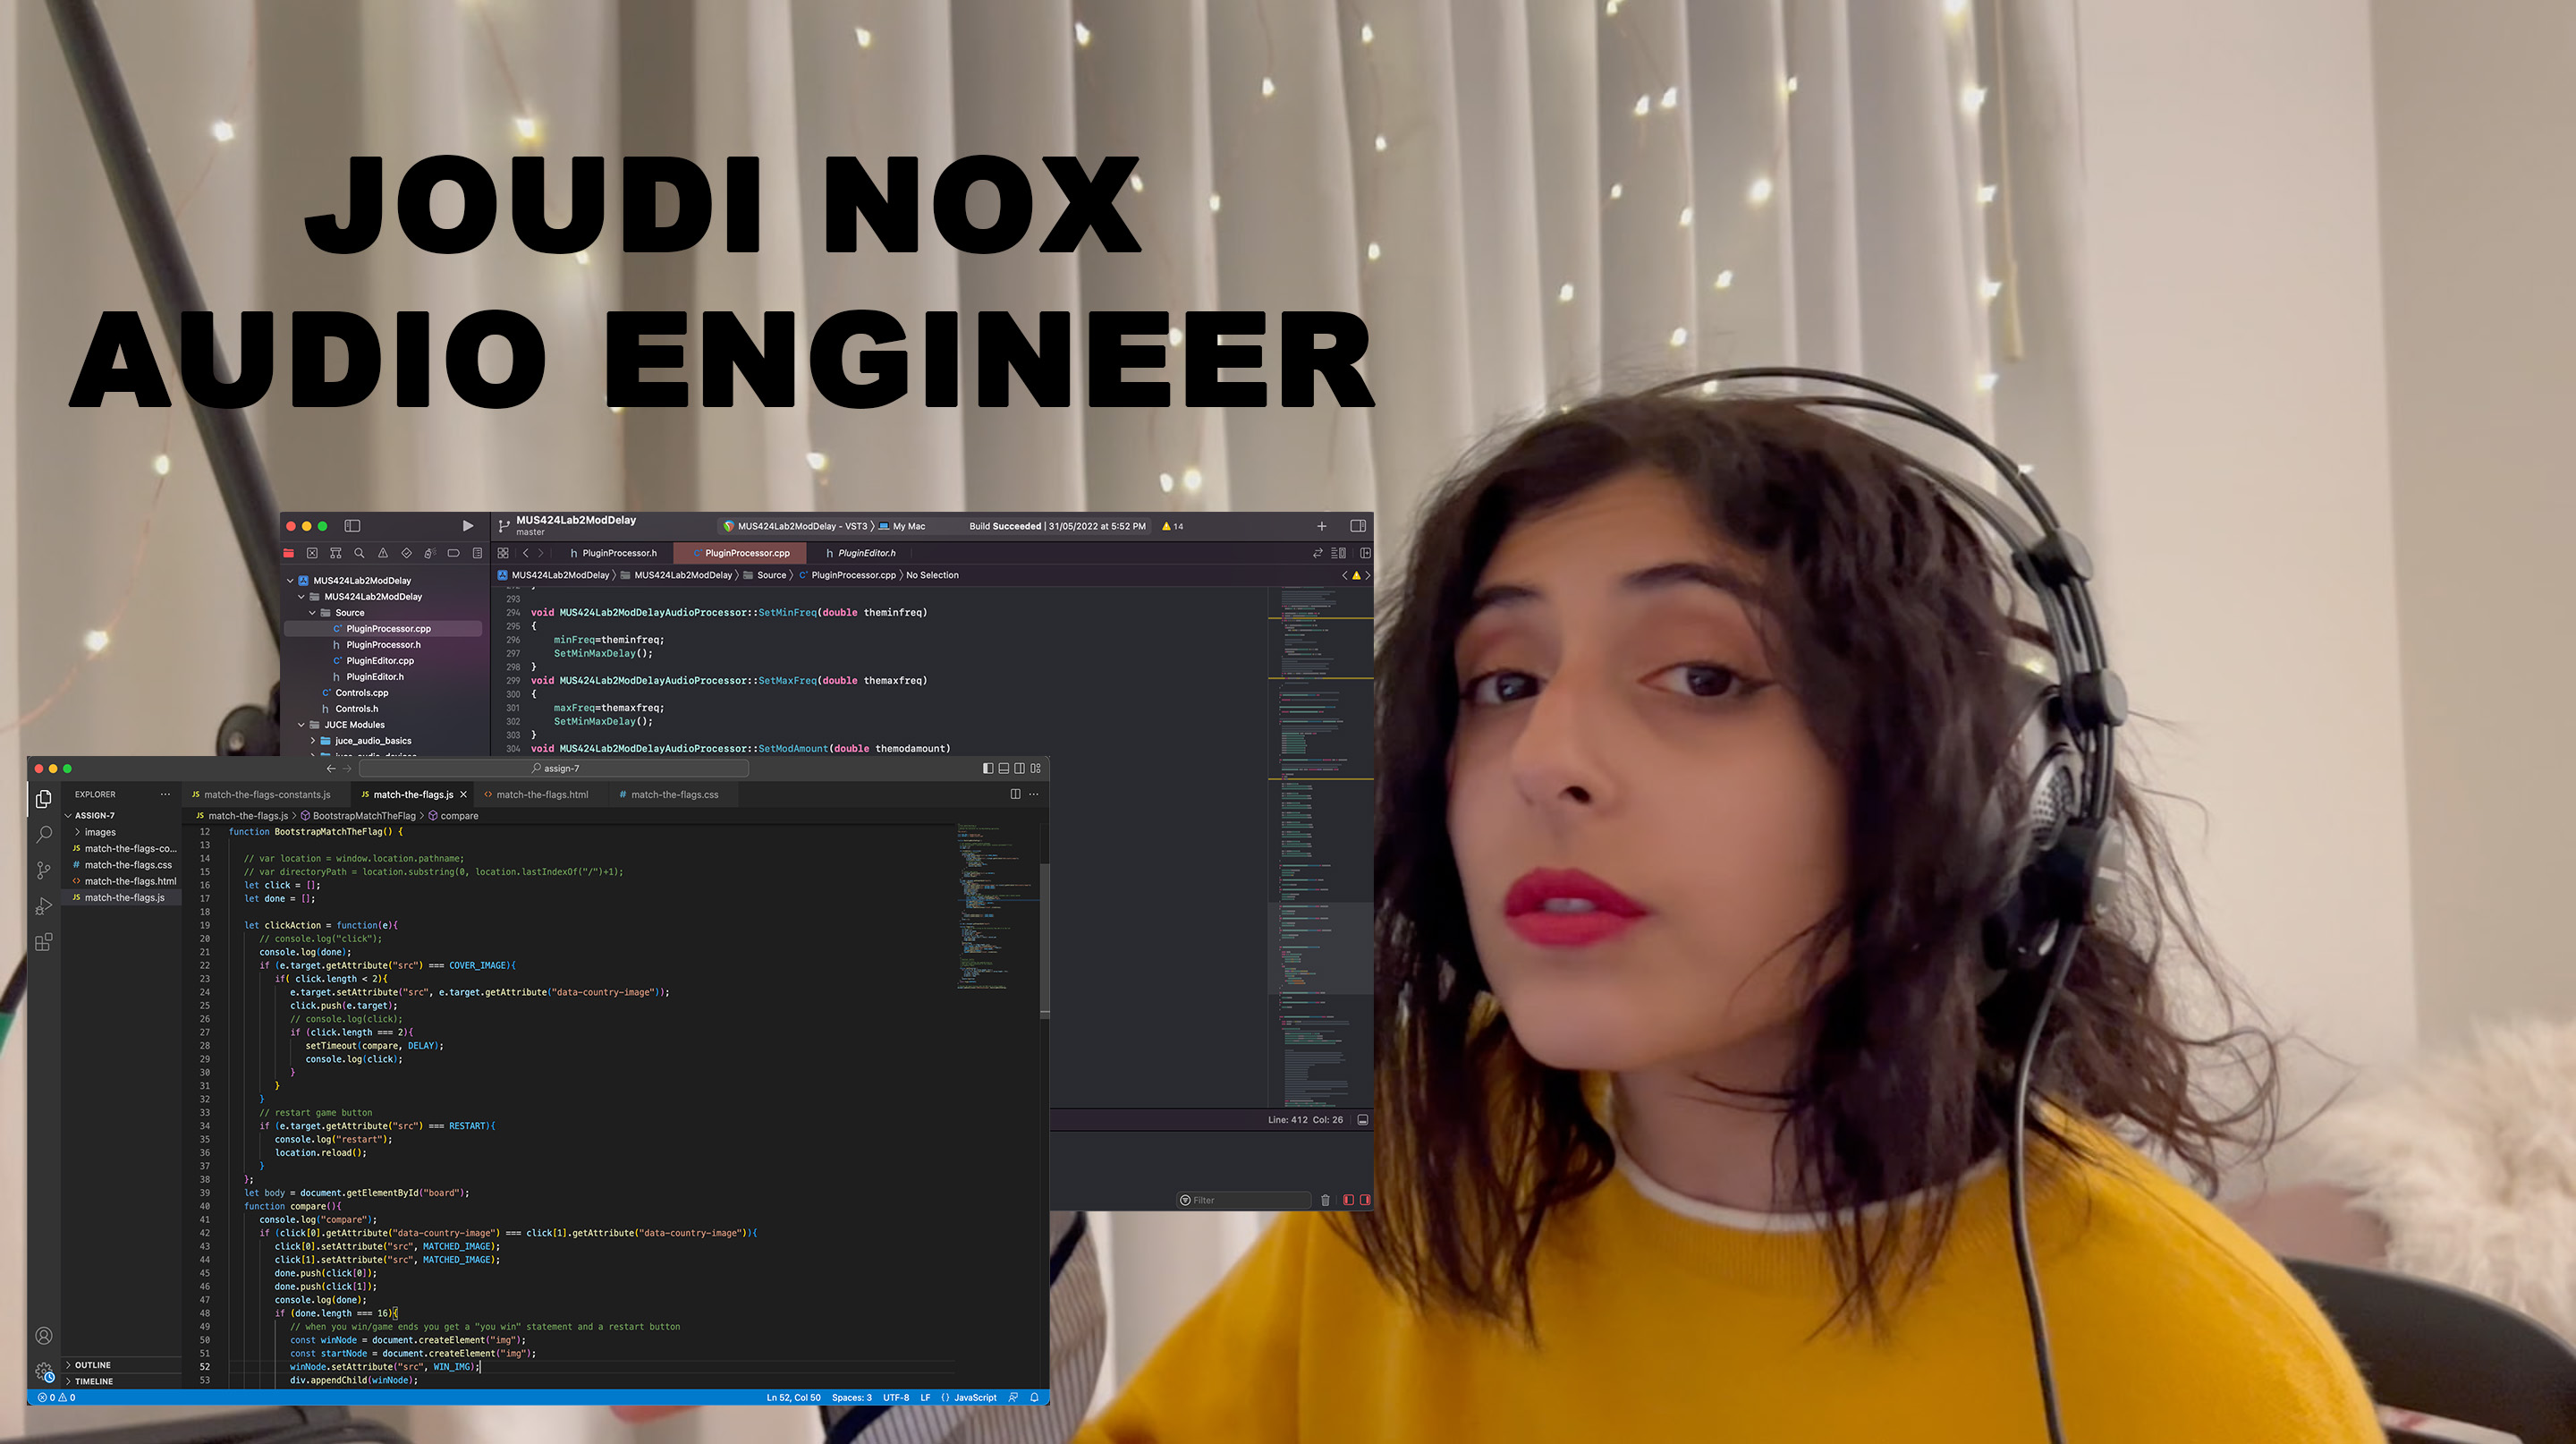 JOUDI NOX
AUDIO ENGINEER
MUS424Lab2ModDelay
master
MUS424Lab2ModDelay - VST3 〉 My Mac
Build Succeeded | 31/05/2022 at 5:52 PM
14
PluginProcessor.h
PluginProcessor.cpp
PluginEditor.h
MUS424Lab2ModDelay 〉 MUS424Lab2ModDelay 〉 Source 〉 PluginProcessor.cpp 〉 No Selection
MUS424Lab2ModDelay
MUS424Lab2ModDelay
Source
PluginProcessor.cpp
PluginProcessor.h
PluginEditor.cpp
PluginEditor.h
Controls.cpp
Controls.h
JUCE Modules
juce_audio_basics
293
294 void MUS424Lab2ModDelayAudioProcessor::SetMinFreq(double theminfreq)
295 {
296 minFreq=theminfreq;
297 SetMinMaxDelay();
298 }
299 void MUS424Lab2ModDelayAudioProcessor::SetMaxFreq(double themaxfreq)
300 {
301 maxFreq=themaxfreq;
302 SetMinMaxDelay();
303 }
304 void MUS424Lab2ModDelayAudioProcessor::SetModAmount(double themodamount)
Line: 412 Col: 26
Filter
assign-7
EXPLORER
ASSIGN-7
images
match-the-flags-co...
match-the-flags.css
match-the-flags.html
match-the-flags.js
OUTLINE
TIMELINE
JS match-the-flags-constants.js
JS match-the-flags.js
<> match-the-flags.html
# match-the-flags.css
JS match-the-flags.js > BootstrapMatchTheFlag > compare
12 function BootstrapMatchTheFlag() {
13
14 // var location = window.location.pathname;
15 // var directoryPath = location.substring(0, location.lastIndexOf("/")+1);
16 let click = [];
17 let done = [];
18
19 let clickAction = function(e){
20 // console.log("click");
21 console.log(done);
22 if (e.target.getAttribute("src") === COVER_IMAGE){
23 if( click.length < 2){
24 e.target.setAttribute("src", e.target.getAttribute("data-country-image"));
25 click.push(e.target);
26 // console.log(click);
27 if (click.length === 2){
28 setTimeout(compare, DELAY);
29 console.log(click);
30 }
31 }
32 }
33 // restart game button
34 if (e.target.getAttribute("src") === RESTART){
35 console.log("restart");
36 location.reload();
37 }
38 };
39 let body = document.getElementById("board");
40 function compare(){
41 console.log("compare");
42 if (click[0].getAttribute("data-country-image") === click[1].getAttribute("data-country-image")){
43 click[0].setAttribute("src", MATCHED_IMAGE);
44 click[1].setAttribute("src", MATCHED_IMAGE);
45 done.push(click[0]);
46 done.push(click[1]);
47 console.log(done);
48 if (done.length === 16){
49 // when you win/game ends you get a "you win" statement and a restart button
50 const winNode = document.createElement("img");
51 const startNode = document.createElement("img");
52 winNode.setAttribute("src", WIN_IMG);
53 div.appendChild(winNode);
0 0
Ln 52, Col 50 Spaces: 3 UTF-8 LF {} JavaScript